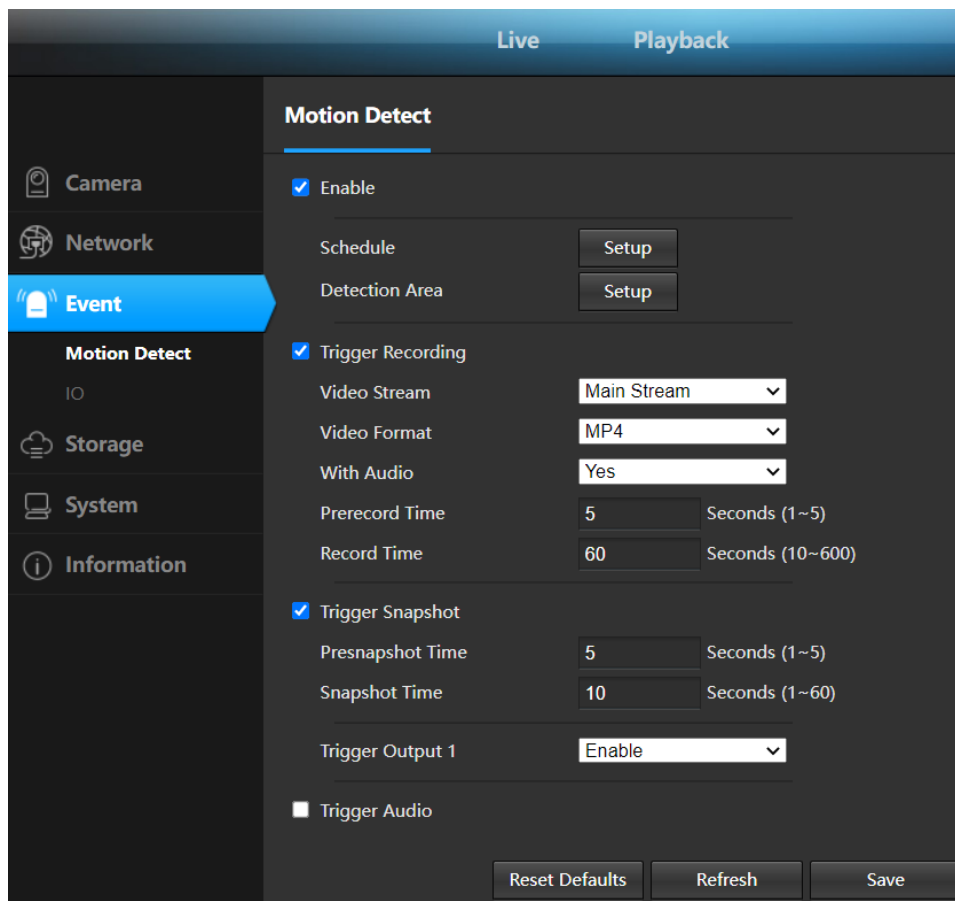 Live Playback
Motion Detect
Camera
Network
Event
Motion Detect
IO
Storage
System
Information
Enable
Schedule Setup
Detection Area Setup
Trigger Recording
Video Stream Main Stream
Video Format MP4
With Audio Yes
Prerecord Time 5 Seconds (1~5)
Record Time 60 Seconds (10~600)
Trigger Snapshot
Presnapshot Time 5 Seconds (1~5)
Snapshot Time 10 Seconds (1~60)
Trigger Output 1 Enable
Trigger Audio
Reset Defaults Refresh Save